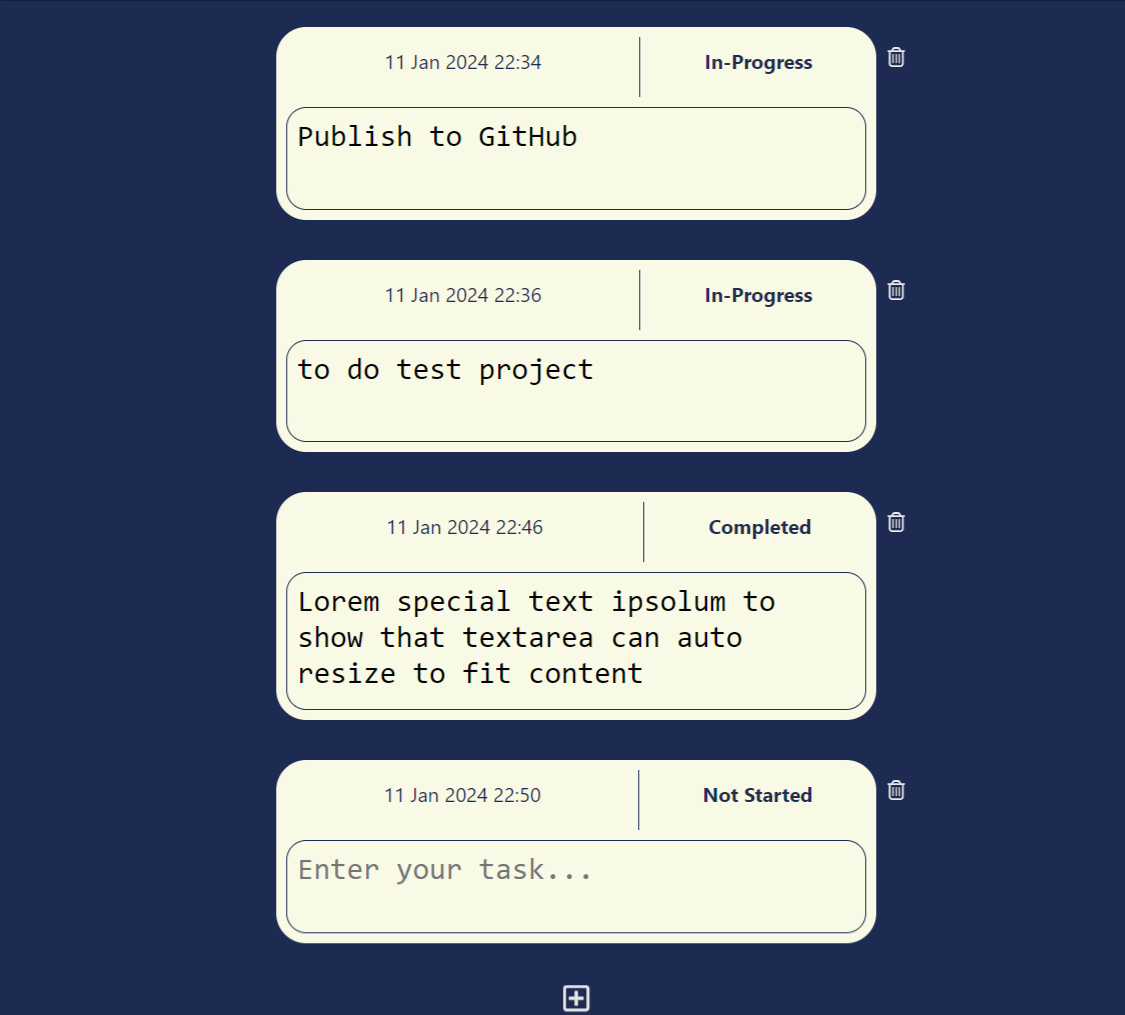 11 Jan 2024 22:34 In-Progress
Publish to GitHub
11 Jan 2024 22:36 In-Progress
to do test project
11 Jan 2024 22:46 Completed
Lorem special text ipsolum to
show that textarea can auto
resize to fit content
11 Jan 2024 22:50 Not Started
Enter your task...